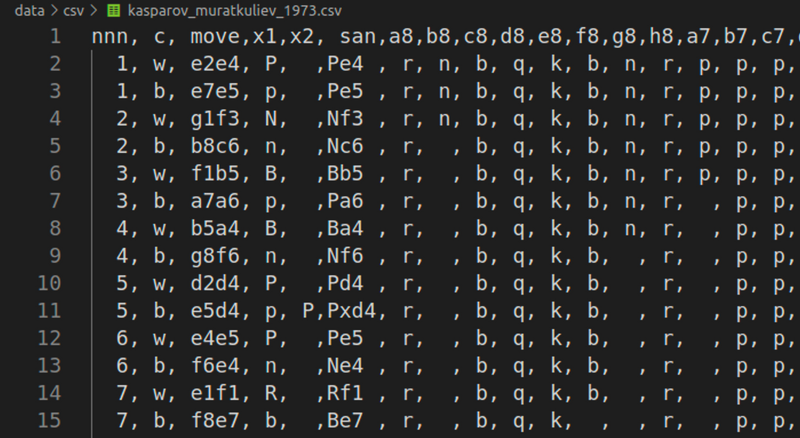 data > csv > kasparov_muratkuliev_1973.csv
1 nnn, c, move,x1,x2, san,a8,b8,c8,d8,e8,f8,g8,h8,a7,b7,c7,
2 1, w, e2e4, P, ,Pe4 , r, n, b, q, k, b, n, r, p, p, p,
3 1, b, e7e5, p, ,Pe5 , r, n, b, q, k, b, n, r, p, p, p,
4 2, w, g1f3, N, ,Nf3 , r, n, b, q, k, b, n, r, p, p, p,
5 2, b, b8c6, n, ,Nc6 , r, , b, q, k, b, n, r, p, p, p,
6 3, w, f1b5, B, ,Bb5 , r, , b, q, k, b, n, r, p, p, p,
7 3, b, a7a6, p, ,Pa6 , r, , b, q, k, b, n, r, , p, p,
8 4, w, b5a4, B, ,Ba4 , r, , b, q, k, b, n, r, , p, p,
9 4, b, g8f6, n, ,Nf6 , r, , b, q, k, b, , r, , p, p,
10 5, w, d2d4, P, ,Pd4 , r, , b, q, k, b, , r, , p, p,
11 5, b, e5d4, p, P,Pxd4, r, , b, q, k, b, , r, , p, p,
12 6, w, e4e5, P, ,Pe5 , r, , b, q, k, b, , r, , p, p,
13 6, b, f6e4, n, ,Ne4 , r, , b, q, k, b, , r, , p, p,
14 7, w, e1f1, R, ,Rf1 , r, , b, q, k, b, , r, , p, p,
15 7, b, f8e7, b, ,Be7 , r, , b, q, k, , , r, , p, p,